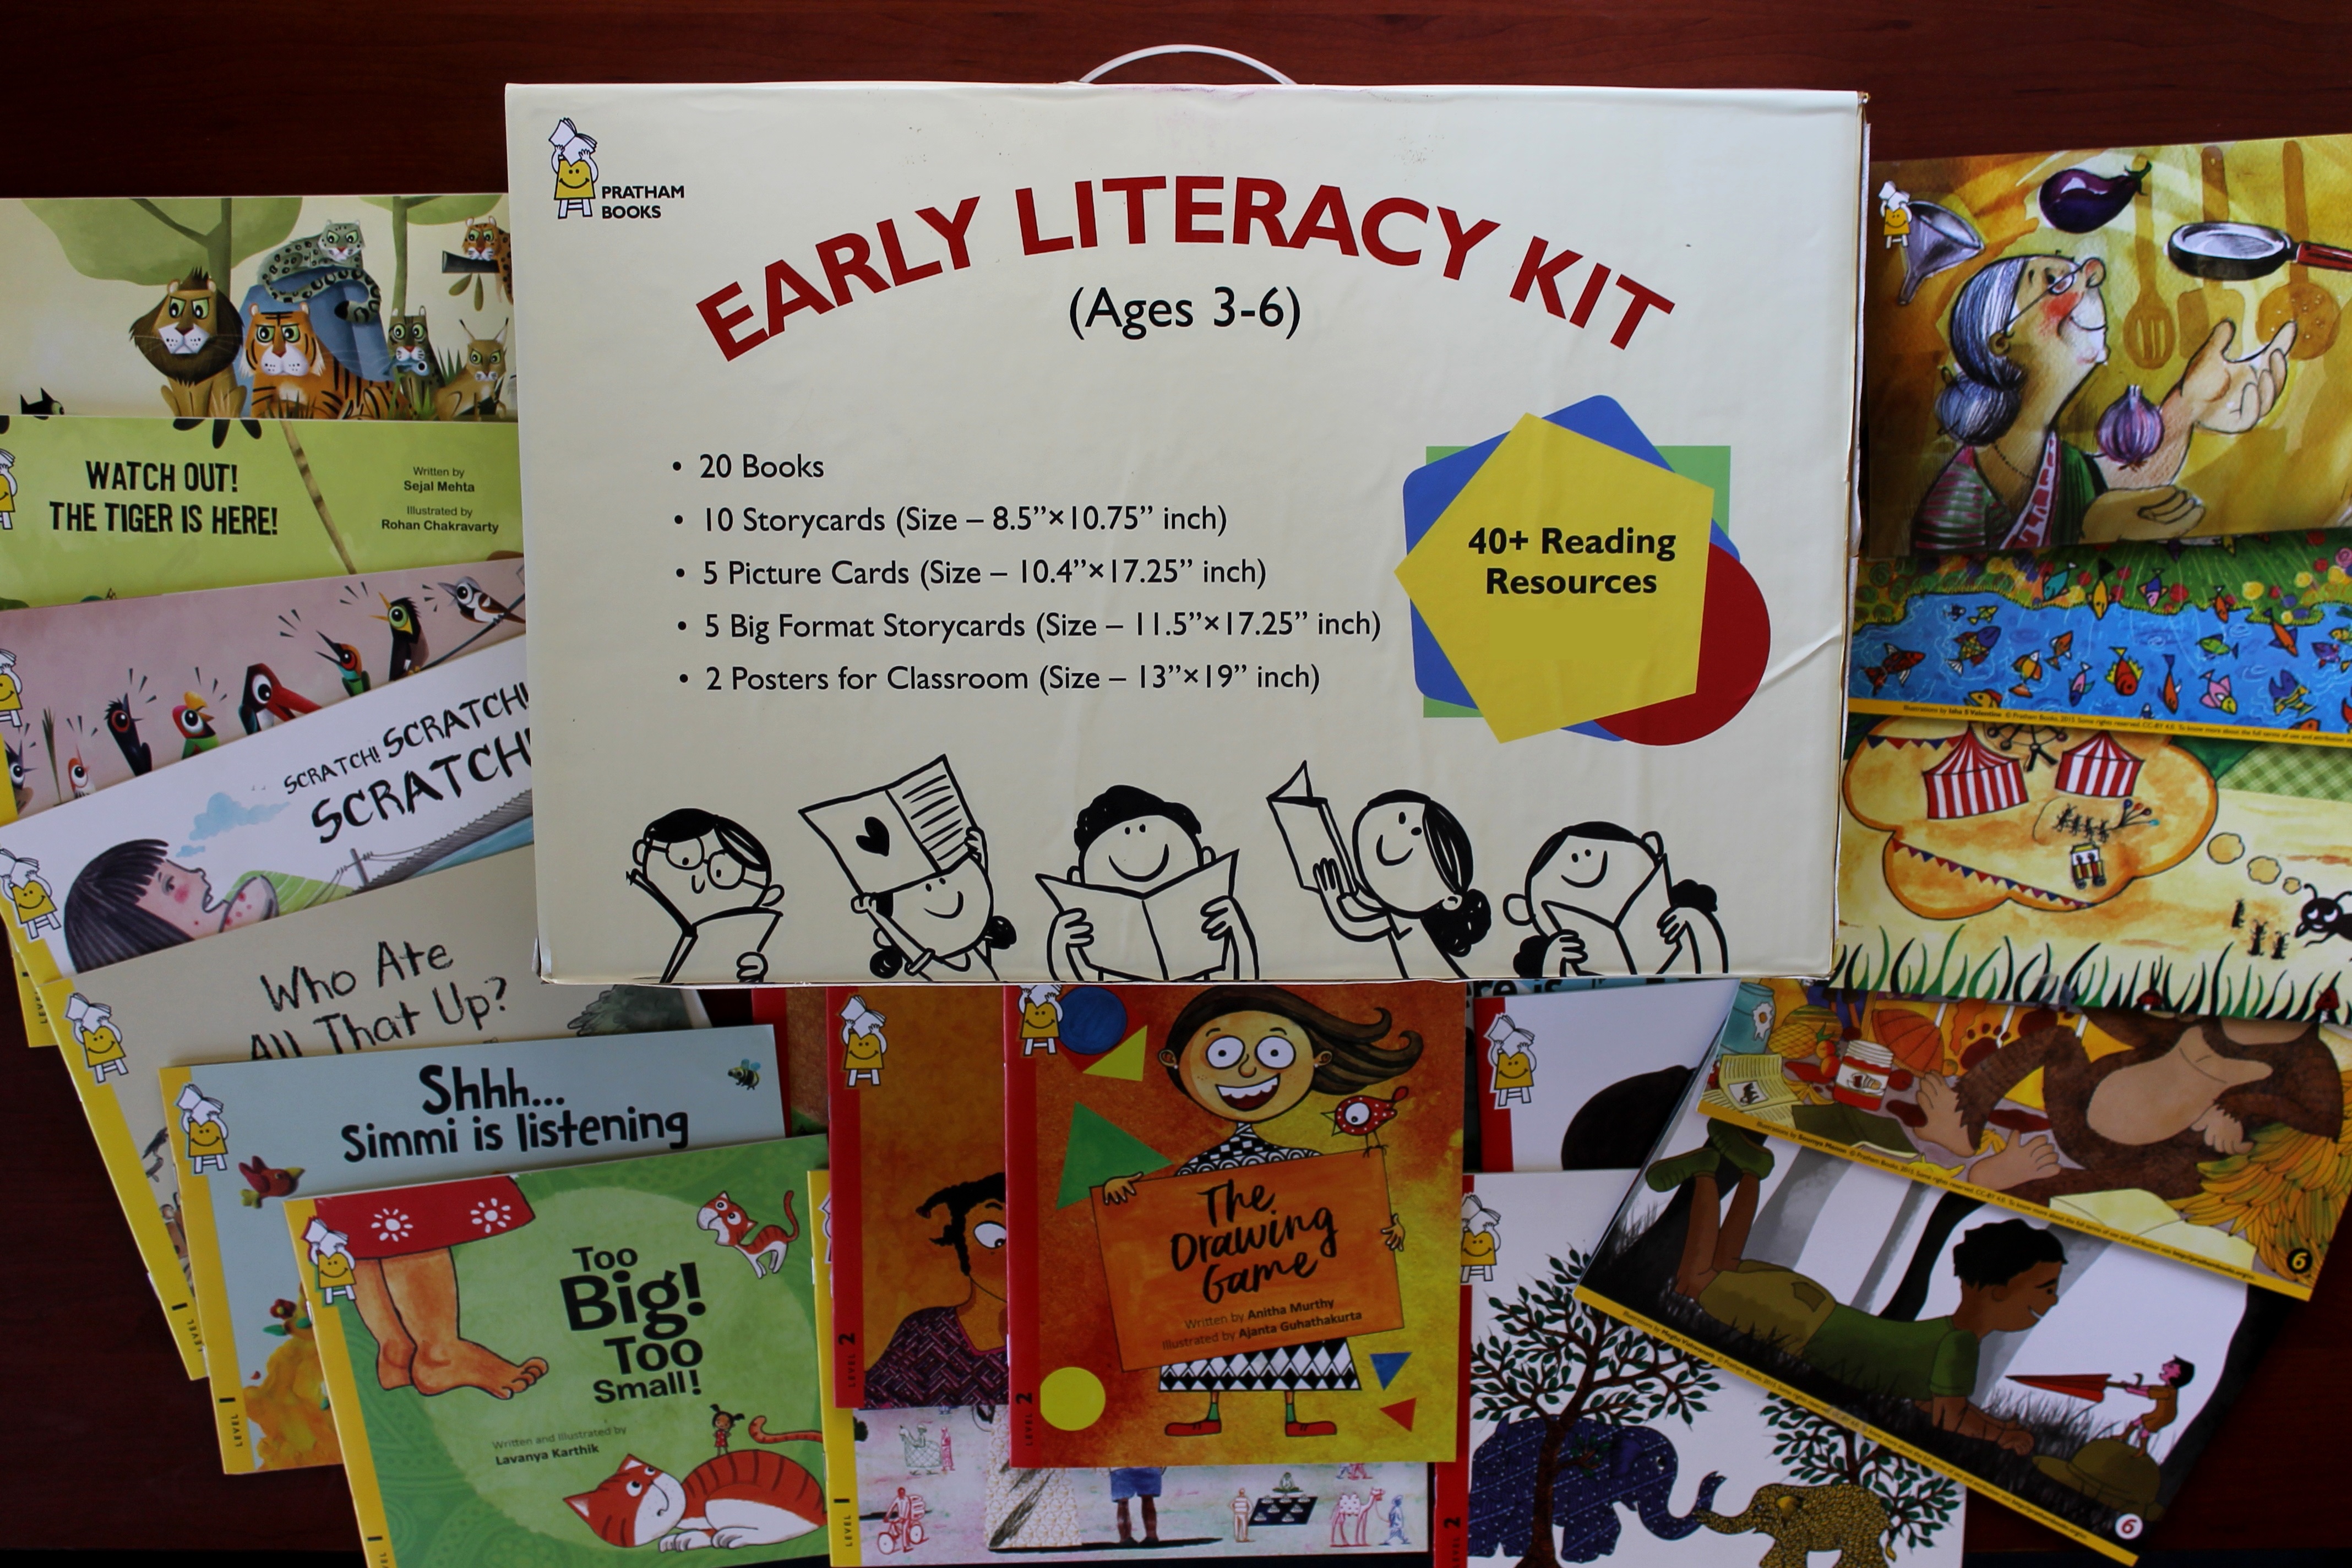 PRATHAM
BOOKS
EARLY LITERACY KIT
(Ages 3-6)
• 20 Books
• 10 Storycards (Size – 8.5”×10.75” inch)
• 5 Picture Cards (Size – 10.4”×17.25” inch)
• 5 Big Format Storycards (Size – 11.5”×17.25” inch)
• 2 Posters for Classroom (Size – 13”×19” inch)
40+ Reading
Resources
WATCH OUT!
THE TIGER IS HERE!
Written by
Sejal Mehta
Illustrated by
Rohan Chakravarty
SCRATCH! SCRATCH!
SCRATCH!
Who Ate
All That Up?
Shhh...
Simmi is listening
LEVEL 1
Too
Big!
Too
Small!
Written and Illustrated by
Lavanya Karthik
LEVEL 1
LEVEL 1
LEVEL 2
The
Drawing
Game
Written by Anitha Murthy
Illustrated by Ajanta Guhathakurta
LEVEL 2
2
6
6